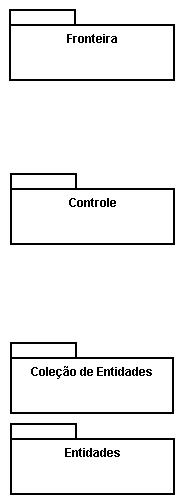 Fronteira
Controle
Coleção de Entidades
Entidades